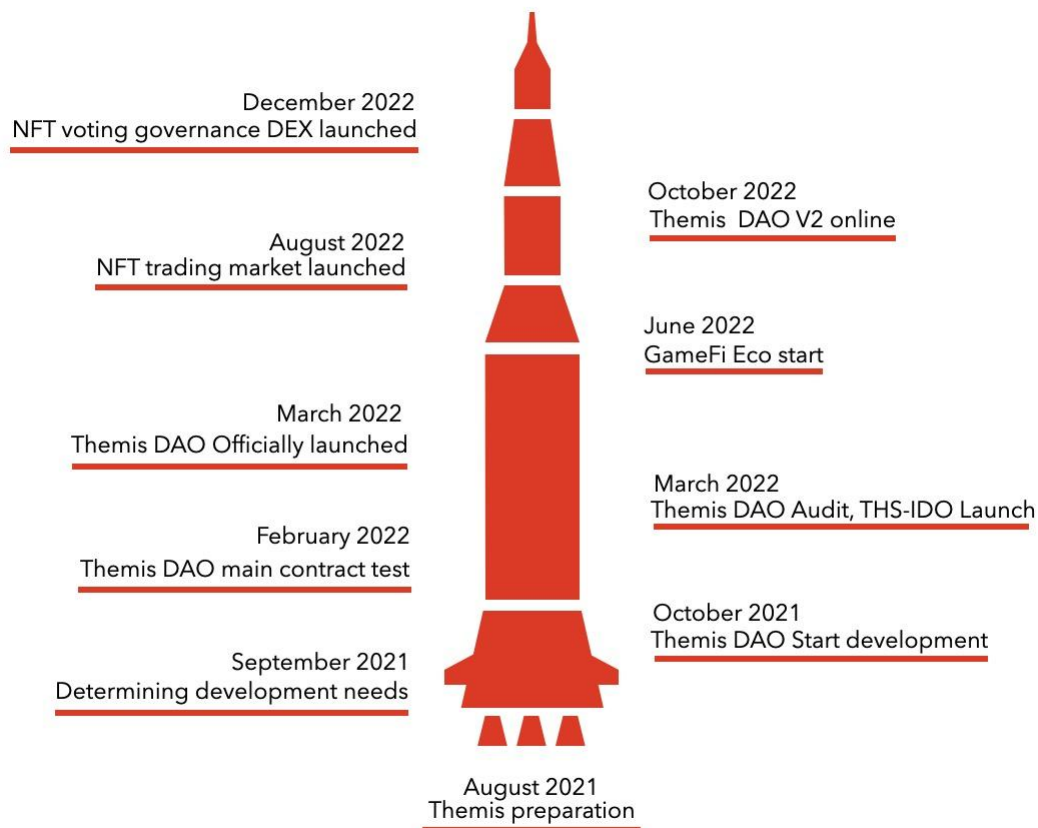 December 2022
NFT voting governance DEX launched
October 2022
Themis DAO V2 online
August 2022
NFT trading market launched
June 2022
GameFi Eco start
March 2022
Themis DAO Officially launched
March 2022
Themis DAO Audit, THS-IDO Launch
February 2022
Themis DAO main contract test
October 2021
Themis DAO Start development
September 2021
Determining development needs
August 2021
Themis preparation